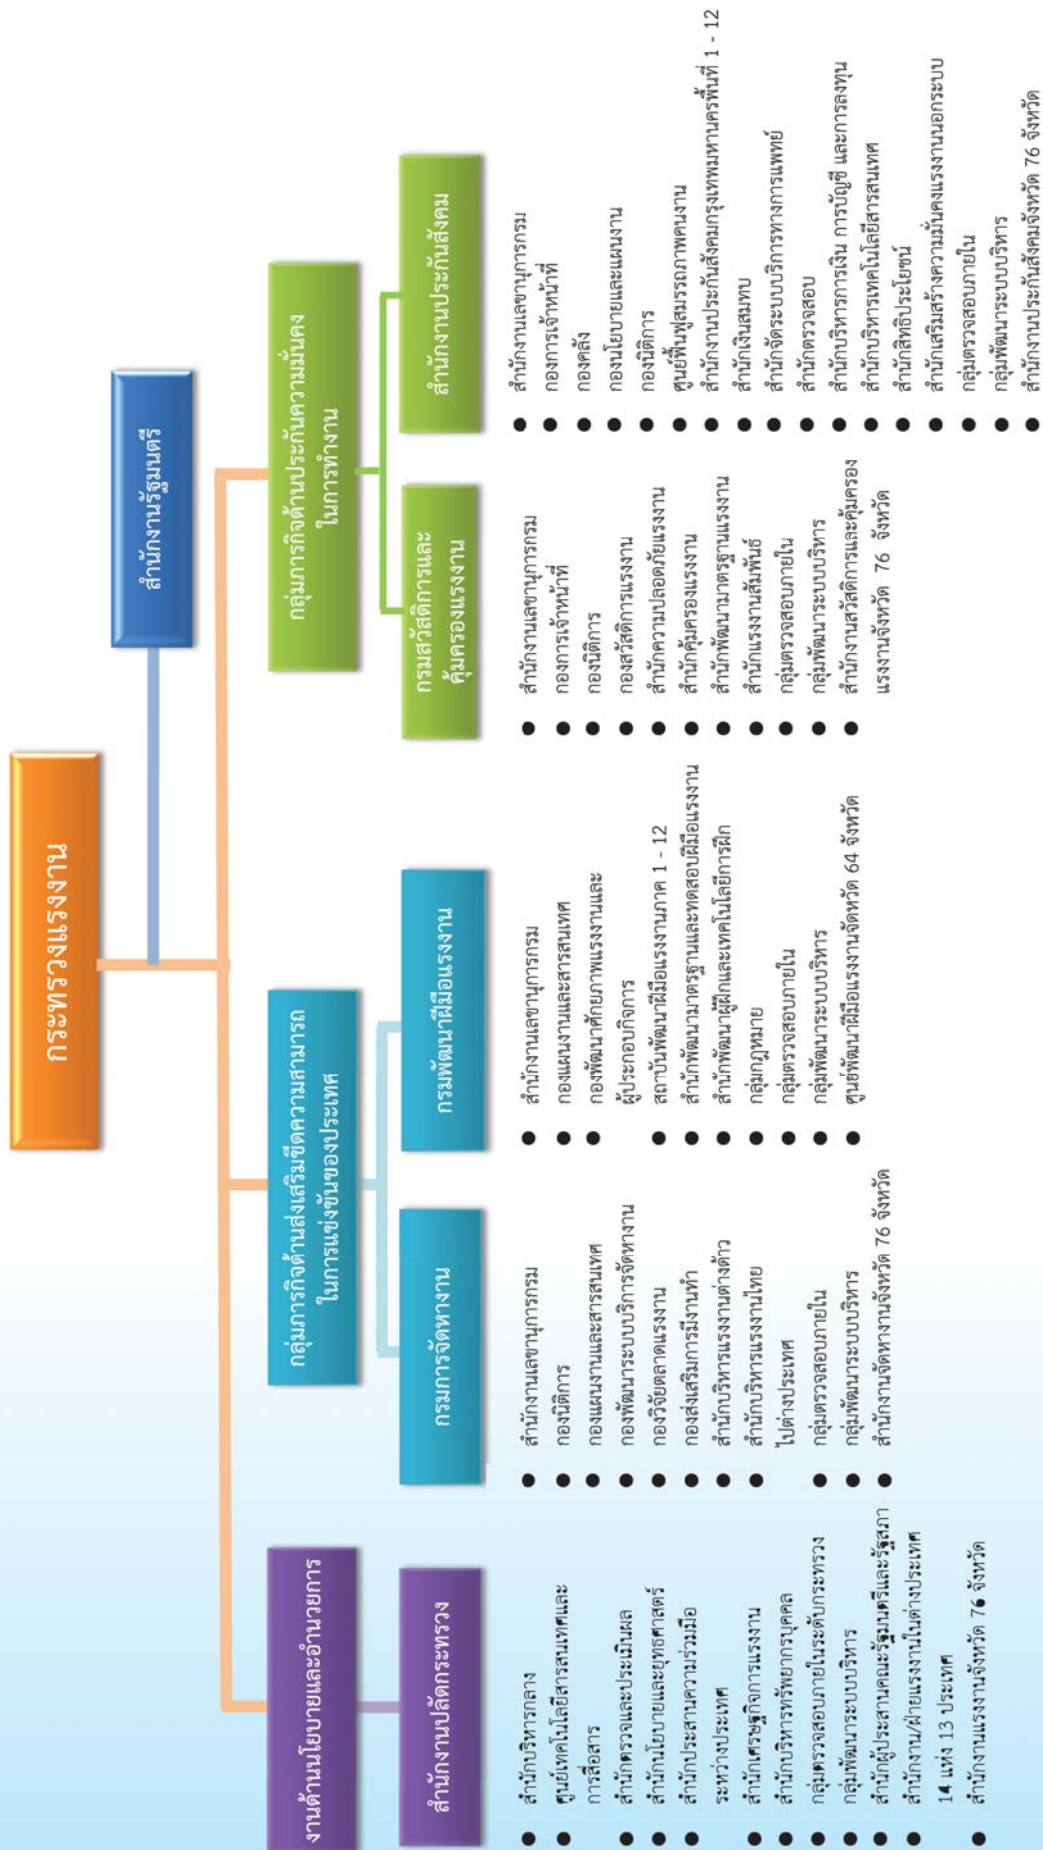 กระทรวงแรงงาน
สำนักงานรัฐมนตรี
งานด้านนโยบายและอำนวยการ
กลุ่มภารกิจด้านส่งเสริมขีดความสามารถ
ในการแข่งขันของประเทศ
กลุ่มภารกิจด้านประกันความมั่นคง
ในการทำงาน
สำนักงานปลัดกระทรวง
● สำนักบริหารกลาง
● ศูนย์เทคโนโลยีสารสนเทศและ
การสื่อสาร
● สำนักตรวจและประเมินผล
● สำนักนโยบายและยุทธศาสตร์
● สำนักประสานความร่วมมือ
ระหว่างประเทศ
● สำนักเศรษฐกิจการแรงงาน
● สำนักบริหารทรัพยากรบุคคล
● กลุ่มตรวจสอบภายในระดับกระทรวง
● กลุ่มพัฒนาระบบบริหาร
● สำนักผู้ประสานคณะรัฐมนตรีและรัฐสภา
● สำนักงาน/ฝ่ายแรงงานในต่างประเทศ
14 แห่ง 13 ประเทศ
● สำนักงานแรงงานจังหวัด 76 จังหวัด
กรมการจัดหางาน
● สำนักงานเลขานุการกรม
● กองนิติการ
● กองแผนงานและสารสนเทศ
● กองพัฒนาระบบบริการจัดหางาน
● กองวิจัยตลาดแรงงาน
● กองส่งเสริมการมีงานทำ
● สำนักบริหารแรงงานต่างด้าว
● สำนักบริหารแรงงานไทย
ไปต่างประเทศ
● กลุ่มตรวจสอบภายใน
● กลุ่มพัฒนาระบบบริหาร
● สำนักงานจัดหางานจังหวัด 76 จังหวัด
กรมพัฒนาฝีมือแรงงาน
● สำนักงานเลขานุการกรม
● กองแผนงานและสารสนเทศ
● กองพัฒนาศักยภาพแรงงานและ
ผู้ประกอบกิจการ
● สถาบันพัฒนาฝีมือแรงงานภาค 1 - 12
● สำนักพัฒนามาตรฐานและทดสอบฝีมือแรงงาน
● สำนักพัฒนาผู้ฝึกและเทคโนโลยีการฝึก
● กลุ่มกฎหมาย
● กลุ่มตรวจสอบภายใน
● กลุ่มพัฒนาระบบบริหาร
● ศูนย์พัฒนาฝีมือแรงงานจังหวัด 64 จังหวัด
กรมสวัสดิการและ
คุ้มครองแรงงาน
● สำนักงานเลขานุการกรม
● กองการเจ้าหน้าที่
● กองนิติการ
● กองสวัสดิการแรงงาน
● สำนักความปลอดภัยแรงงาน
● สำนักคุ้มครองแรงงาน
● สำนักพัฒนามาตรฐานแรงงาน
● สำนักแรงงานสัมพันธ์
● กลุ่มตรวจสอบภายใน
● กลุ่มพัฒนาระบบบริหาร
● สำนักงานสวัสดิการและคุ้มครอง
แรงงานจังหวัด 76 จังหวัด
สำนักงานประกันสังคม
● สำนักงานเลขานุการกรม
● กองการเจ้าหน้าที่
● กองคลัง
● กองนโยบายและแผนงาน
● กองนิติการ
● ศูนย์ฟื้นฟูสมรรถภาพคนงาน
● สำนักงานประกันสังคมกรุงเทพมหานครพื้นที่ 1 - 12
● สำนักเงินสมทบ
● สำนักจัดระบบบริการทางการแพทย์
● สำนักตรวจสอบ
● สำนักบริหารการเงิน การบัญชี และการลงทุน
● สำนักบริหารเทคโนโลยีสารสนเทศ
● สำนักสิทธิประโยชน์
● สำนักเสริมสร้างความมั่นคงแรงงานนอกระบบ
● กลุ่มตรวจสอบภายใน
● กลุ่มพัฒนาระบบบริหาร
● สำนักงานประกันสังคมจังหวัด 76 จังหวัด